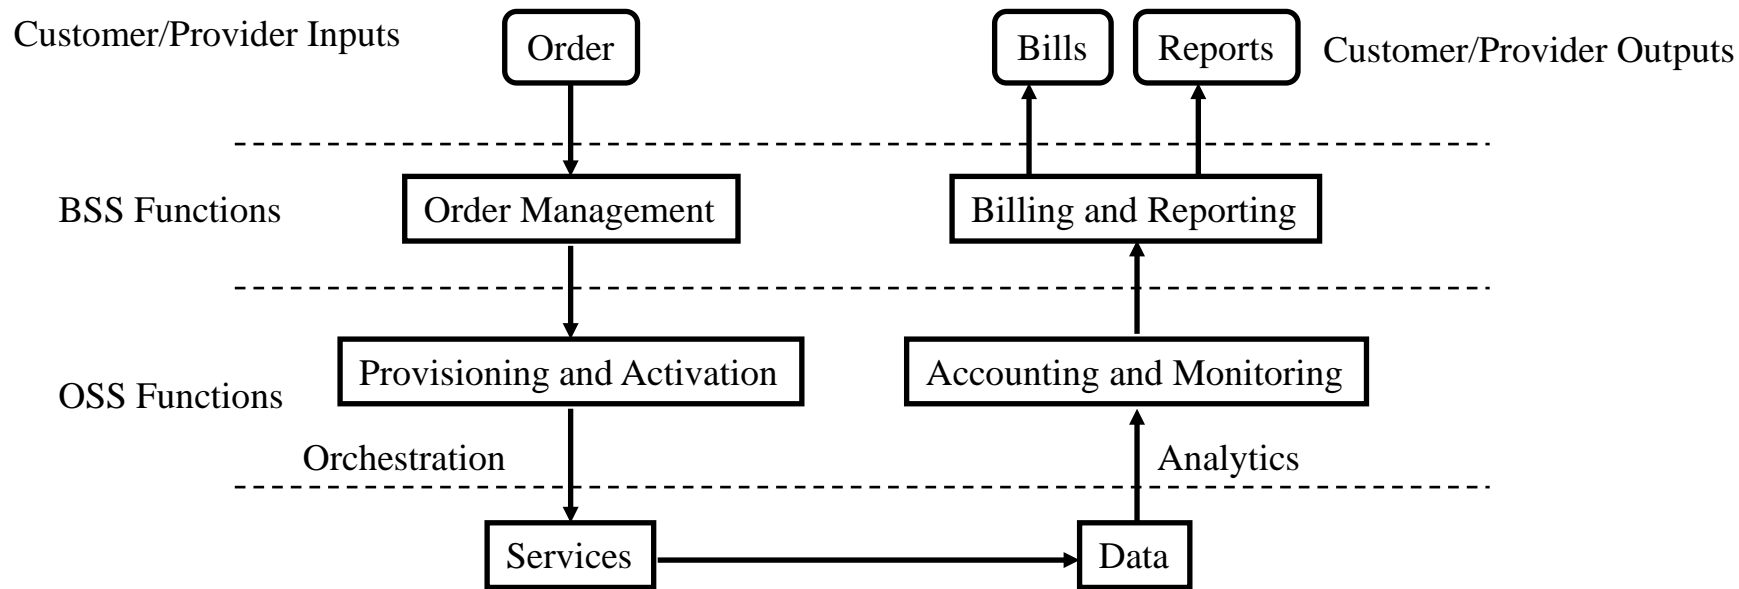 Customer/Provider Inputs
Order
Bills
Reports
Customer/Provider Outputs
BSS Functions
Order Management
Billing and Reporting
OSS Functions
Provisioning and Activation
Accounting and Monitoring
Orchestration
Analytics
Services
Data